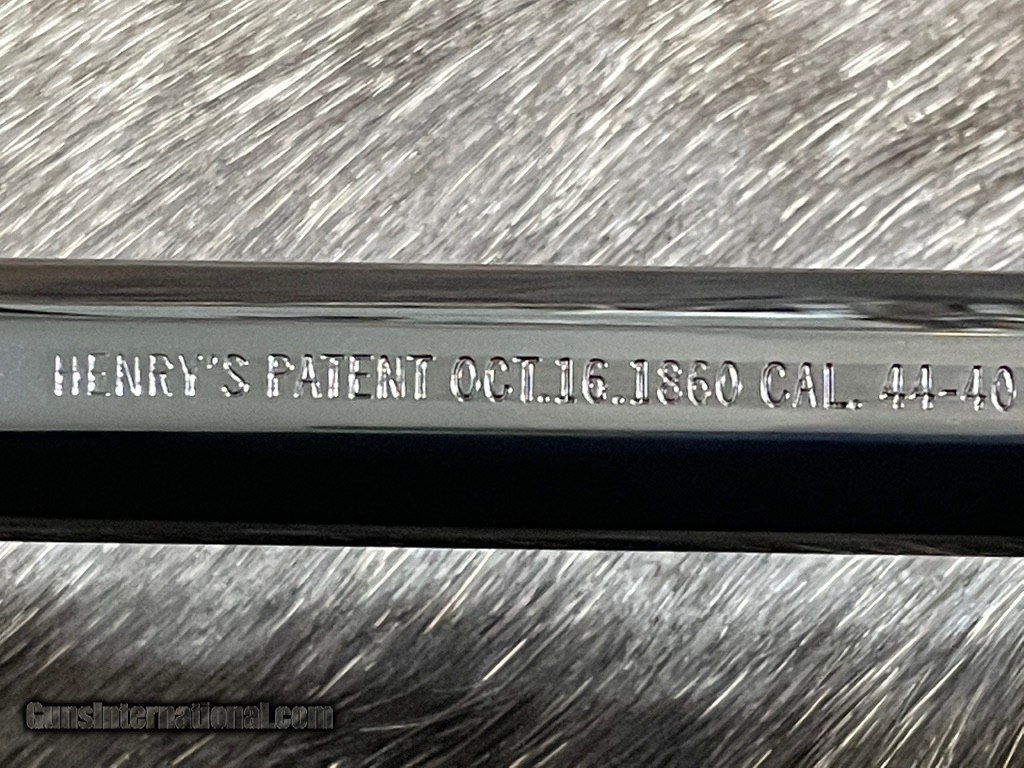 HENRY'S PATENT OCT..16.1860 CAL. 44-40
GunsInternational.com